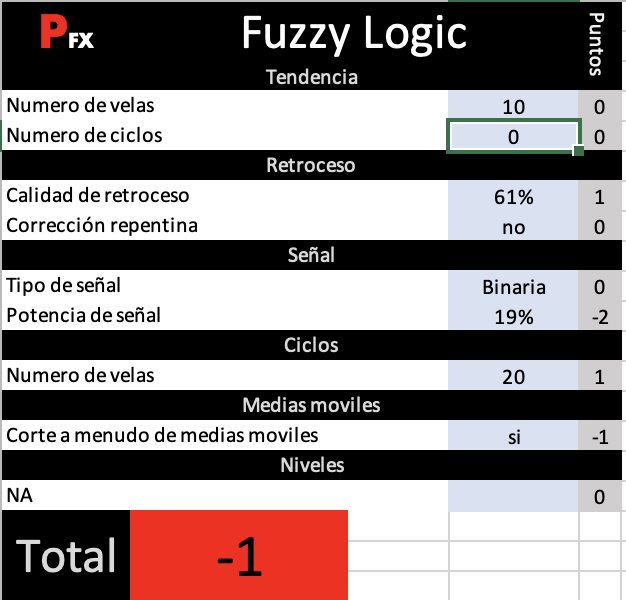 PFX Fuzzy Logic Puntos
Tendencia
Numero de velas 10 0
Numero de ciclos 0 0
Retroceso
Calidad de retroceso 61% 1
Corrección repentina no 0
Señal
Tipo de señal Binaria 0
Potencia de señal 19% -2
Ciclos
Numero de velas 20 1
Medias moviles
Corte a menudo de medias moviles si -1
Niveles
NA 0
Total -1